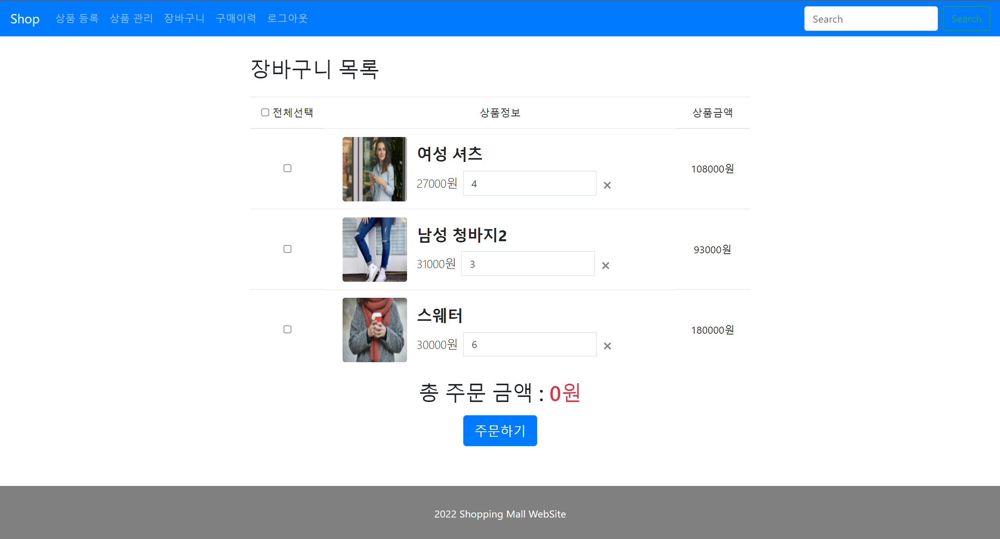 Shop 상품 등록 상품 관리 장바구니 구매이력 로그아웃 Search Search
장바구니 목록
전체선택 상품정보 상품금액
여성 셔츠
27000원 4 ×
108000원
남성 청바지2
31000원 3 ×
93000원
스웨터
30000원 6 ×
180000원
총 주문 금액 : 0원
주문하기
2022 Shopping Mall WebSite